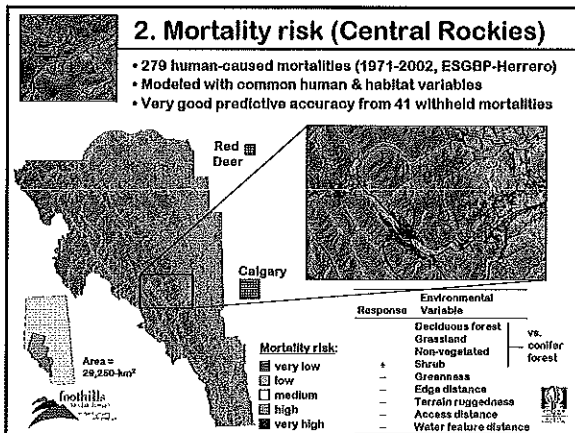 2. Mortality risk (Central Rockies)
• 279 human-caused mortalities (1971-2002, ESGBP-Herrero)
• Modeled with common human & habitat variables
• Very good predictive accuracy from 41 withheld mortalities
Red
Deer
Calgary
Area =
29,250-km²
foothills
Mortality risk:
very low
low
medium
high
very high
Environmental
Response Variable
Deciduous forest
Grassland
Non-vegetated
+ Shrub
– Greenness
– Edge distance
– Terrain ruggedness
– Access distance
– Water feature distance
vs.
conifer
forest